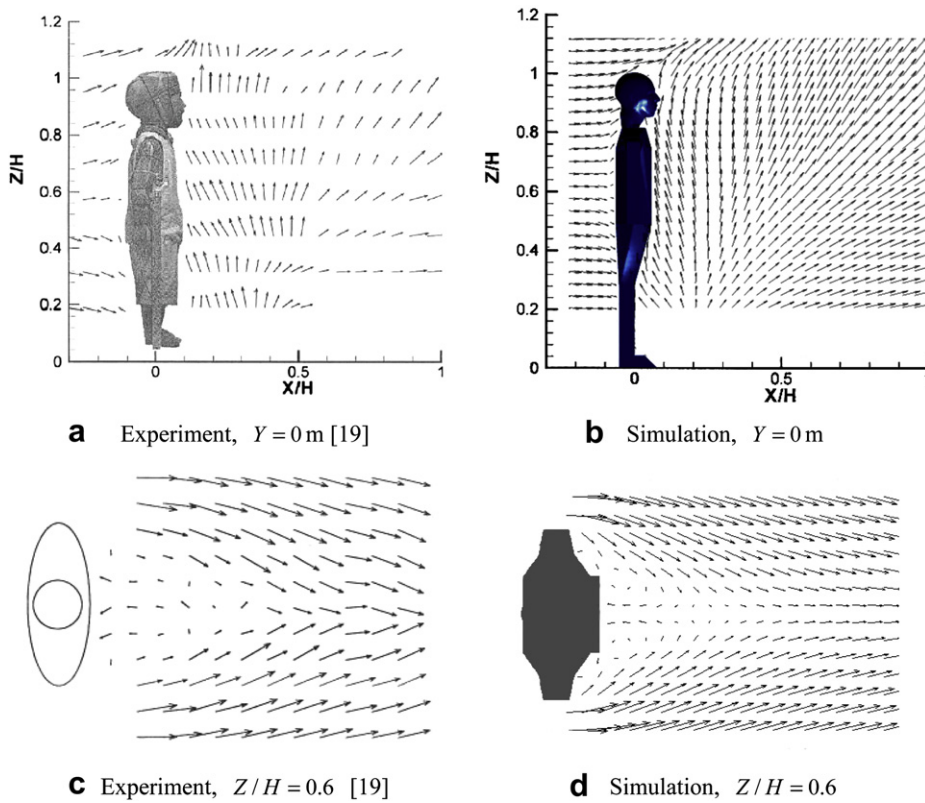 1.2
1
0.8
0.6
0.4
0.2
0
Z/H
0
0.5
1
X/H
1.2
1
0.8
0.6
0.4
0.2
0
Z/H
0
0.5
X/H
a Experiment, Y = 0 m [19]
b Simulation, Y = 0 m
c Experiment, Z / H = 0.6 [19]
d Simulation, Z / H = 0.6